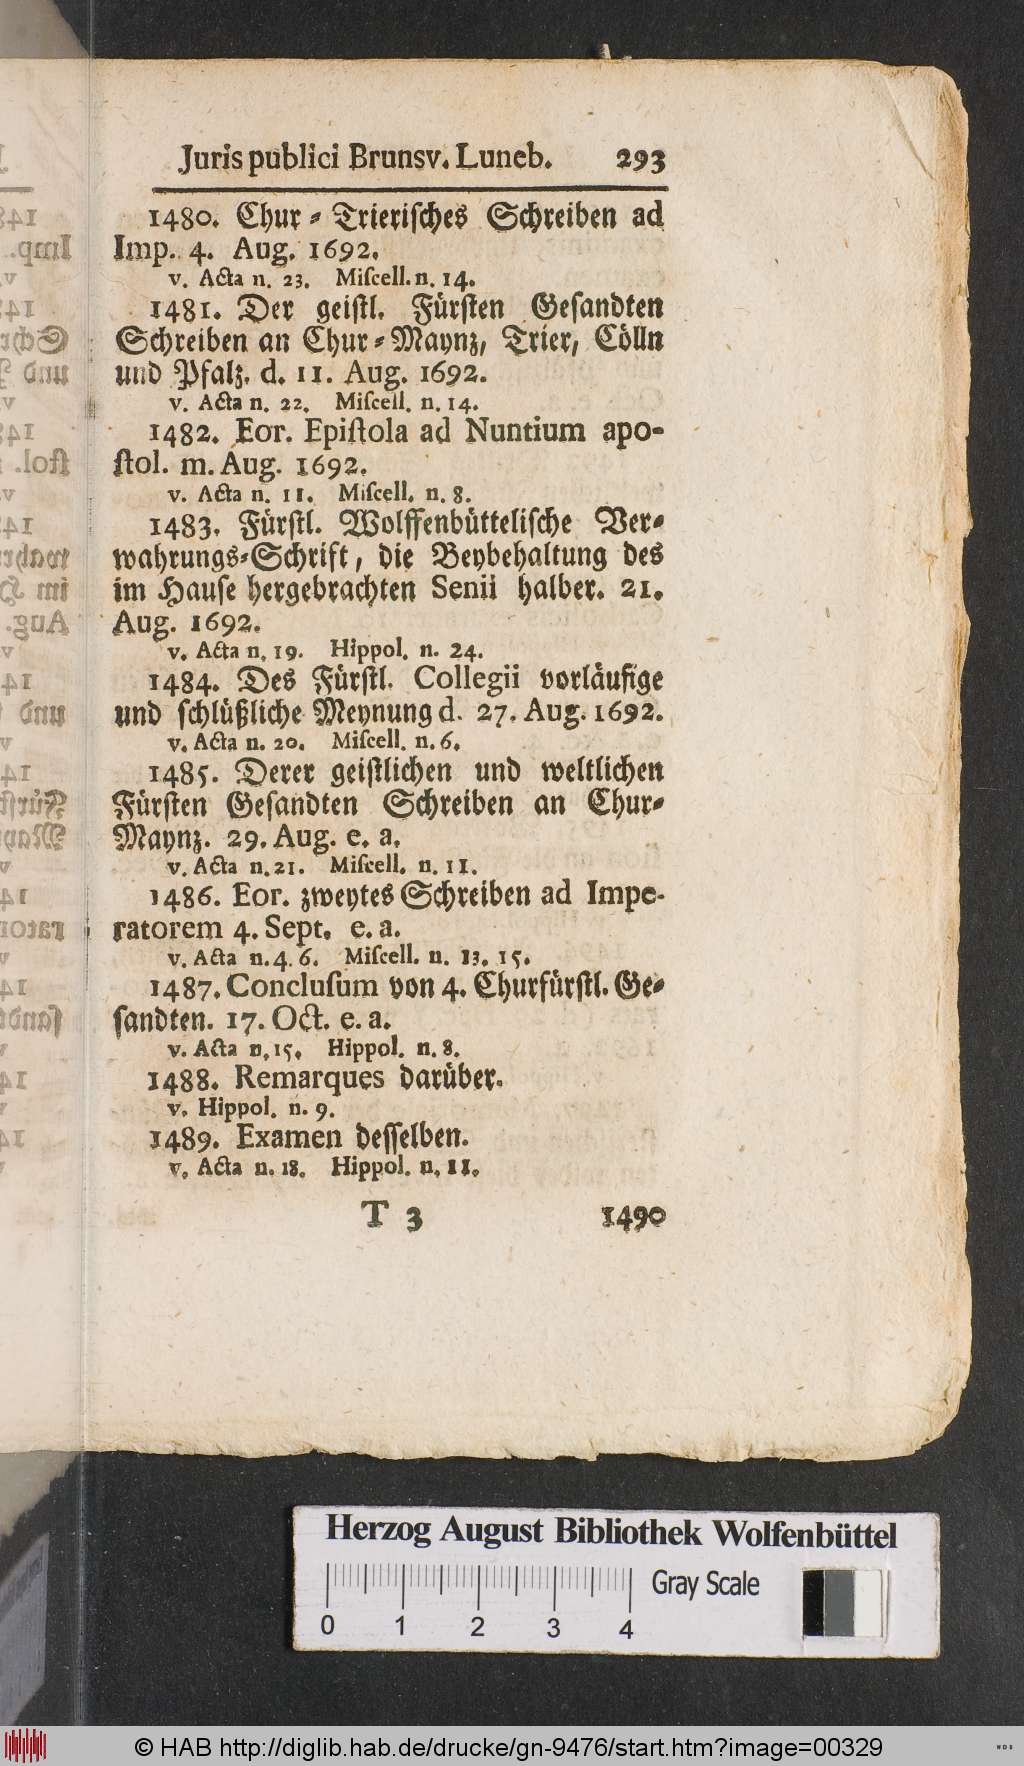 Juris publici Brunsv. Luneb. 293
1480. Chur-Trierisches Schreiben ad
Imp. 4. Aug. 1692.
v. Acta n. 23. Miſcell. n. 14.
1481. Der geiſtl. Fürſten Geſandten
Schreiben an Chur-Maynz, Trier, Cölln
und Pfalz. d. 11. Aug. 1692.
v. Acta n. 22. Miſcell. n. 14.
1482. Eor. Epiſtola ad Nuntium apo-
ſtol. m. Aug. 1692.
v. Acta n. 11. Miſcell. n. 8.
1483. Fürſtl. Wolffenbütteliſche Ver-
wahrungs-Schrift, die Beybehaltung des
im Hauſe hergebrachten Senii halber. 21.
Aug. 1692.
v. Acta n. 19. Hippol. n. 24.
1484. Des Fürſtl. Collegii vorläufige
und ſchlüßliche Meynung d. 27. Aug. 1692.
v. Acta n. 20. Miſcell. n. 6.
1485. Derer geiſtlichen und weltlichen
Fürſten Geſandten Schreiben an Chur-
Maynz. 29. Aug. e. a.
v. Acta n. 21. Miſcell. n. 11.
1486. Eor. zweytes Schreiben ad Impe-
ratorem 4. Sept. e. a.
v. Acta n. 4. 6. Miſcell. n. 13. 15.
1487. Concluſum von 4. Churfürſtl. Ge-
ſandten. 17. Oct. e. a.
v. Acta n. 15. Hippol. n. 8.
1488. Remarques darüber.
v. Hippol. n. 9.
1489. Examen deſſelben.
v. Acta n. 18. Hippol. n. 11.
T 3 1490
Herzog August Bibliothek Wolfenbüttel
Gray Scale
0 1 2 3 4
© HAB http://diglib.hab.de/drucke/gn-9476/start.htm?image=00329